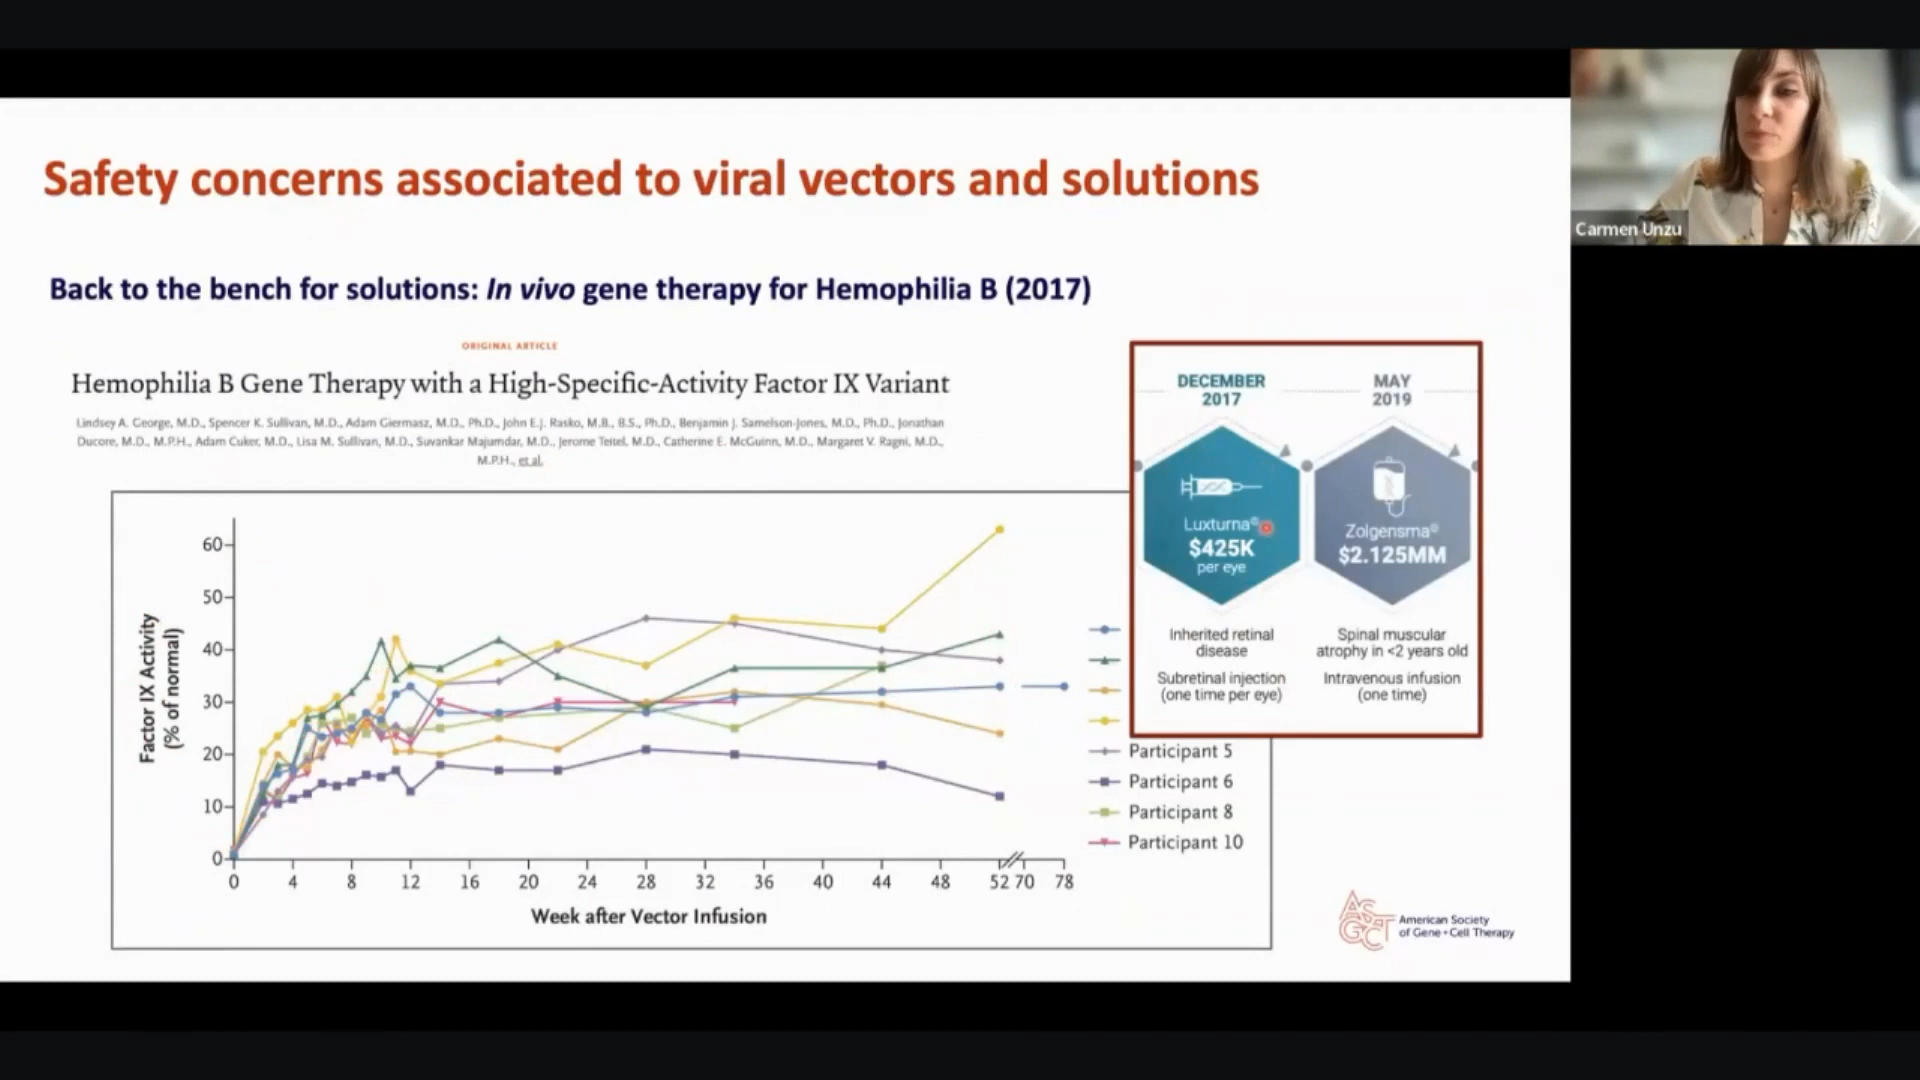 Safety concerns associated to viral vectors and solutions
Carmen Unzu
Back to the bench for solutions: In vivo gene therapy for Hemophilia B (2017)
ORIGINAL ARTICLE
Hemophilia B Gene Therapy with a High-Specific-Activity Factor IX Variant
Lindsey A. George, M.D., Spencer K. Sullivan, M.D., Adam Giermasz, M.D., Ph.D., John E.J. Rasko, M.B., B.S., Ph.D., Benjamin J. Samelson-Jones, M.D., Ph.D., Jonathan
Ducore, M.D., M.P.H., Adam Cuker, M.D., Lisa M. Sullivan, M.D., Suvankar Majumdar, M.D., Jerome Teitel, M.D., Catherine E. McGuinn, M.D., Margaret V. Ragni, M.D.,
M.P.H., et al.
DECEMBER
2017
Luxturna®
$425K
per eye
Inherited retinal
disease
Subretinal injection
(one time per eye)
MAY
2019
Zolgensma®
$2.125MM
Spinal muscular
atrophy in <2 years old
Intravenous infusion
(one time)
Factor IX Activity
(% of normal)
60
50
40
30
20
10
0
0 4 8 12 16 20 24 28 32 36 40 44 48 52 70 78
Week after Vector Infusion
Participant 5
Participant 6
Participant 8
Participant 10
ASGCT
American Society
of Gene + Cell Therapy